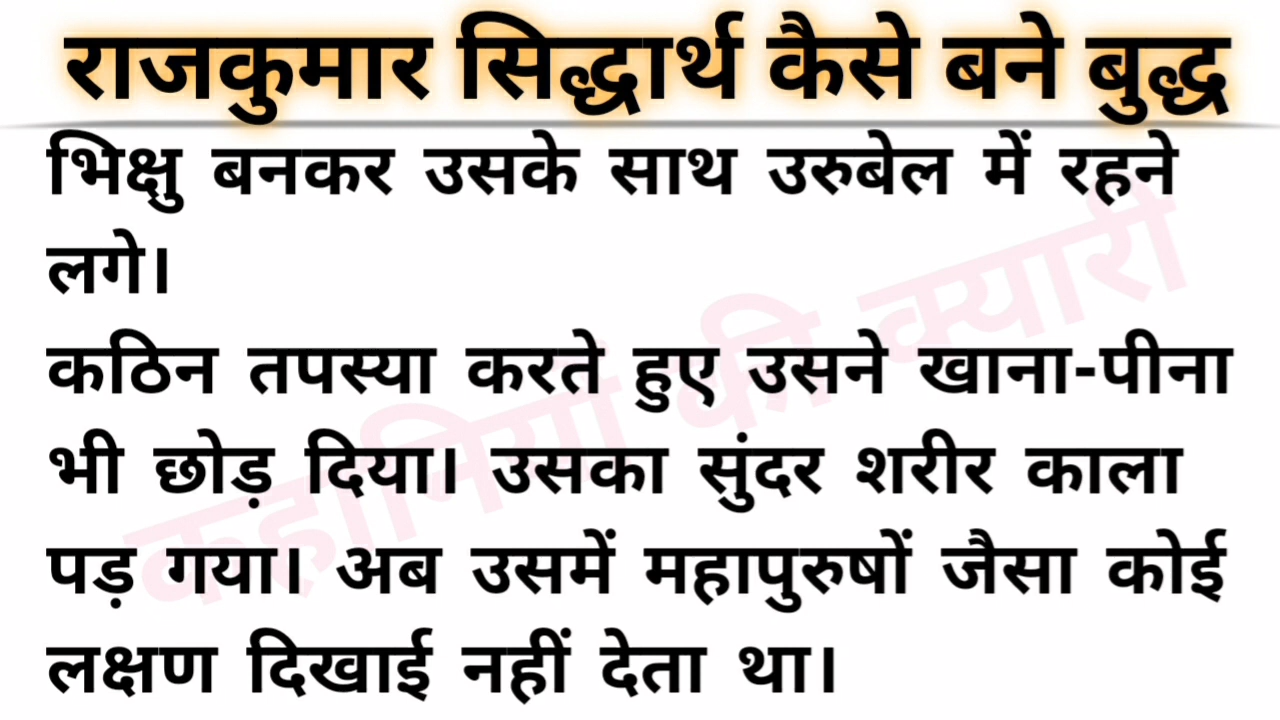 राजकुमार सिद्धार्थ कैसे बने बुद्ध
भिक्षु बनकर उसके साथ उरुबेल में रहने
लगे।
कठिन तपस्या करते हुए उसने खाना-पीना
भी छोड़ दिया। उसका सुंदर शरीर काला
पड़ गया। अब उसमें महापुरुषों जैसा कोई
लक्षण दिखाई नहीं देता था।
कहानियों की क्यारी